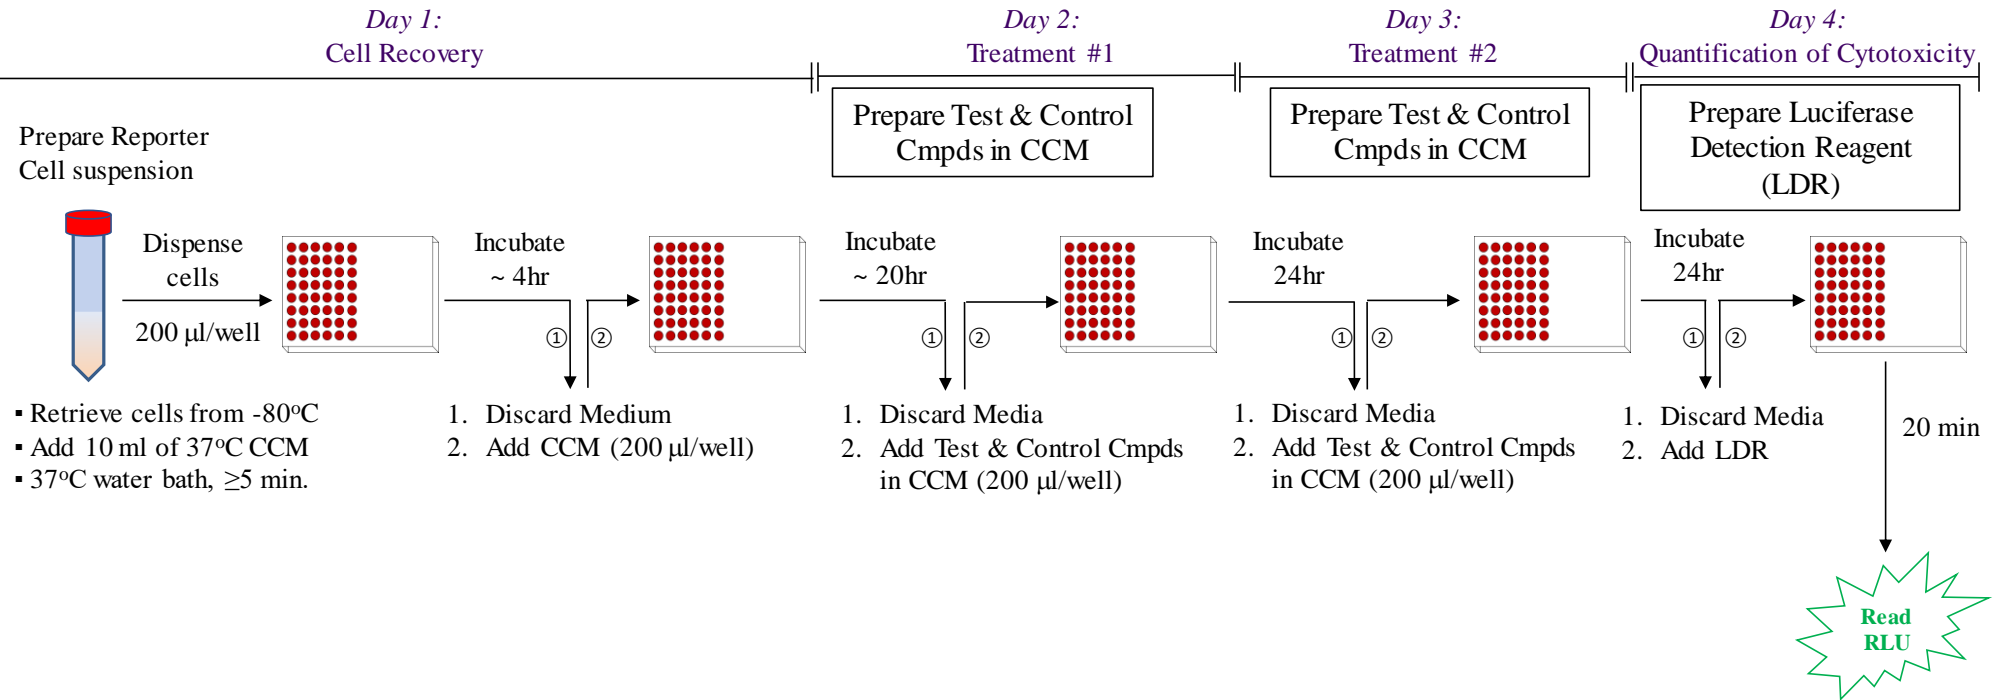 Day 1:
Cell Recovery
Day 2:
Treatment #1
Day 3:
Treatment #2
Day 4:
Quantification of Cytotoxicity
Prepare Reporter
Cell suspension
Prepare Test & Control
Cmpds in CCM
Prepare Test & Control
Cmpds in CCM
Prepare Luciferase
Detection Reagent
(LDR)
Dispense
cells
200 µl/well
Incubate
~ 4hr
① ②
Incubate
~ 20hr
① ②
Incubate
24hr
① ②
Incubate
24hr
① ②
▪ Retrieve cells from -80°C
▪ Add 10 ml of 37°C CCM
▪ 37°C water bath, ≥5 min.
1. Discard Medium
2. Add CCM (200 µl/well)
1. Discard Media
2. Add Test & Control Cmpds
in CCM (200 µl/well)
1. Discard Media
2. Add Test & Control Cmpds
in CCM (200 µl/well)
1. Discard Media
2. Add LDR
20 min
Read
RLU